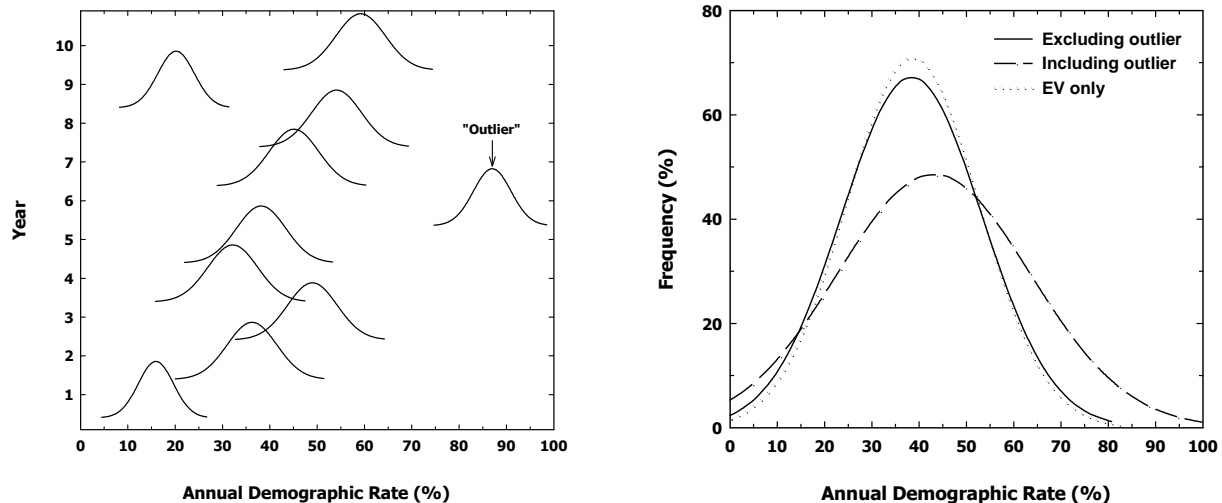 10
9
8
7
6
5
4
3
2
1
Year
"Outlier"
0 10 20 30 40 50 60 70 80 90 100
Annual Demographic Rate (%)
80
60
40
20
0
Frequency (%)
Excluding outlier
Including outlier
EV only
0 10 20 30 40 50 60 70 80 90 100
Annual Demographic Rate (%)